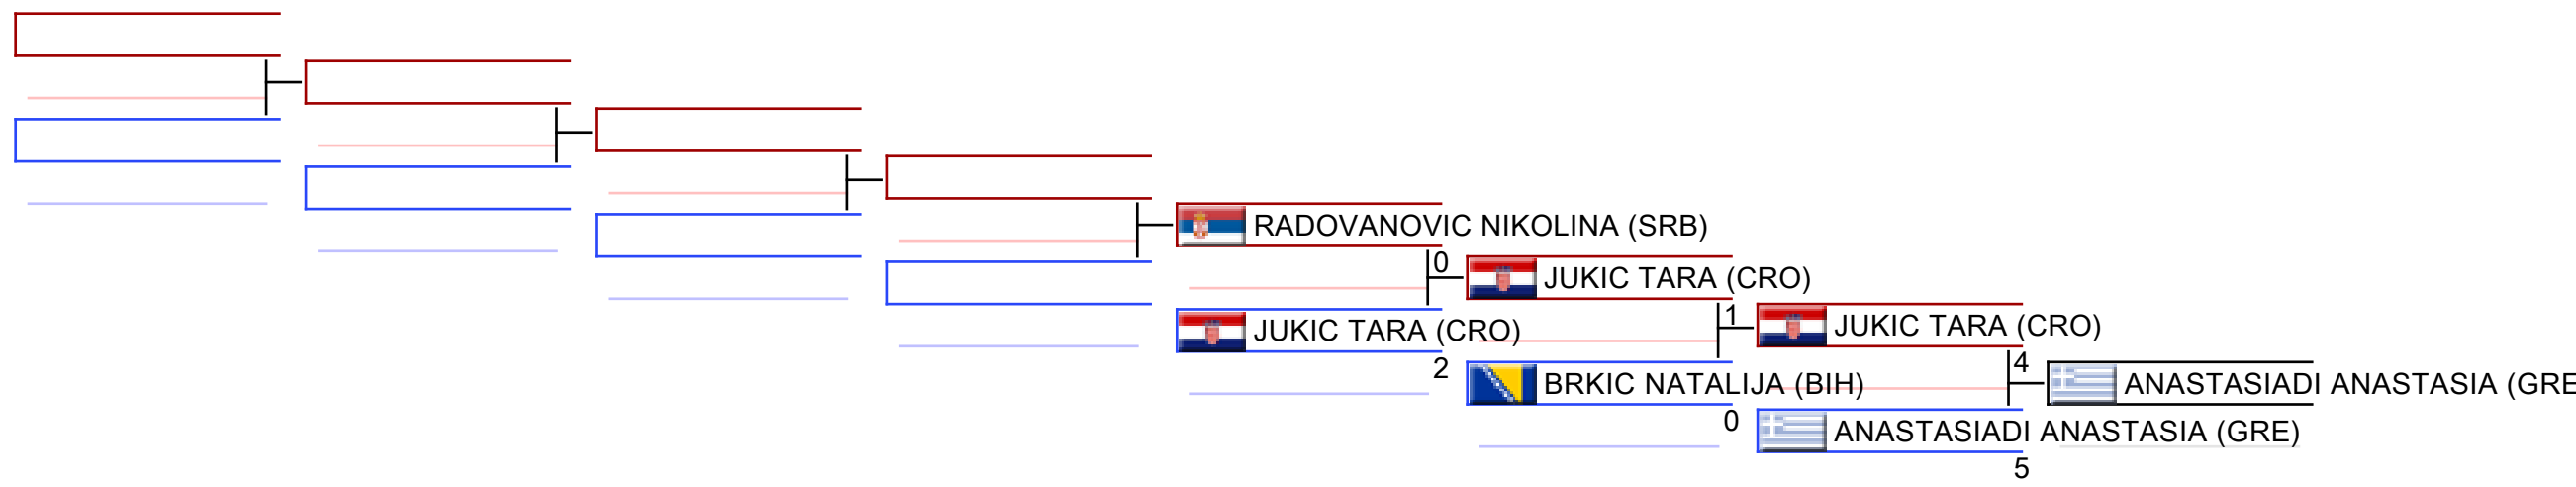 RADOVANOVIC NIKOLINA (SRB)
0
JUKIC TARA (CRO)
JUKIC TARA (CRO)
2
1
JUKIC TARA (CRO)
BRKIC NATALIJA (BIH)
0
4
ANASTASIADI ANASTASIA (GRE
ANASTASIADI ANASTASIA (GRE)
5